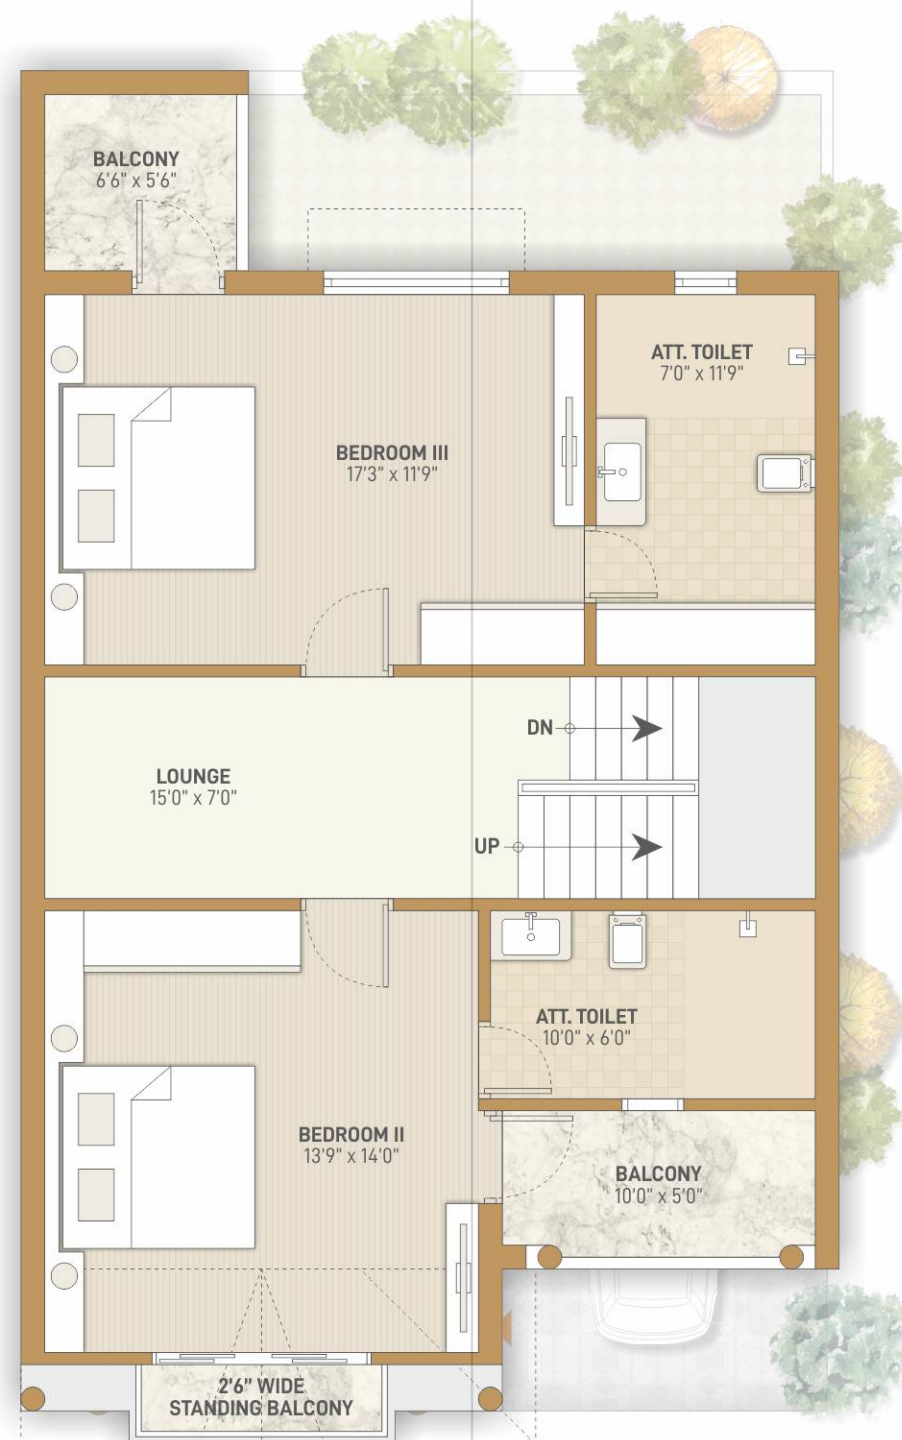 BALCONY
6'6" x 5'6"
ATT. TOILET
7'0" x 11'9"
BEDROOM III
17'3" x 11'9"
DN
LOUNGE
15'0" x 7'0"
UP
ATT. TOILET
10'0" x 6'0"
BEDROOM II
13'9" x 14'0"
BALCONY
10'0" x 5'0"
2'6" WIDE
STANDING BALCONY